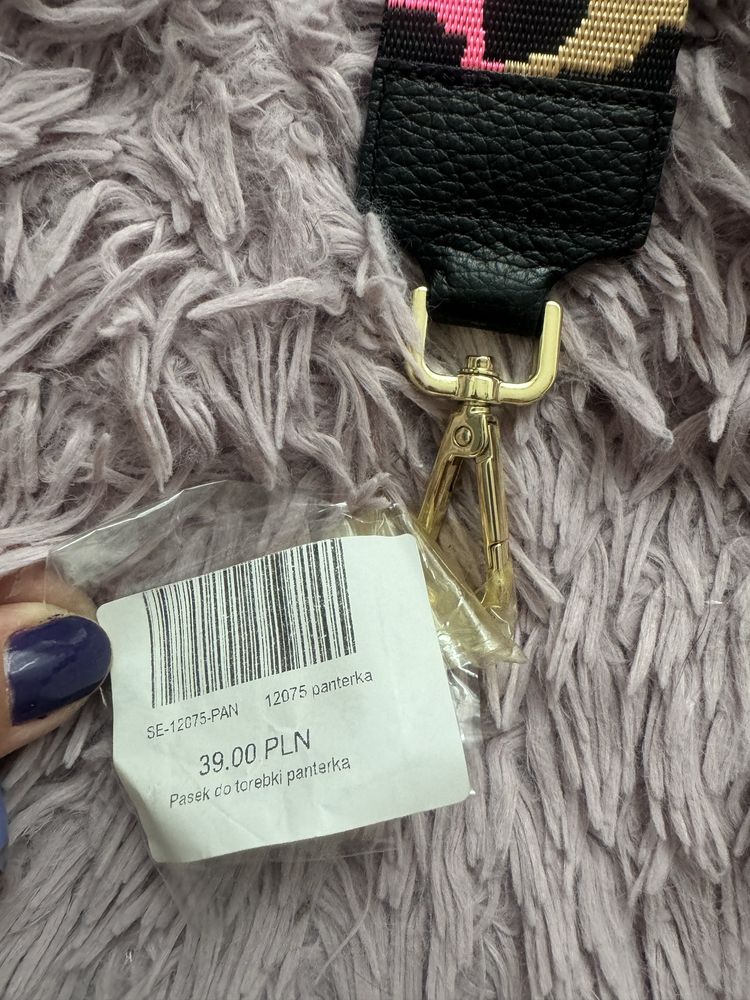 SE-12075-PAN 12075 panterka
39.00 PLN
Pasek do torebki panterka